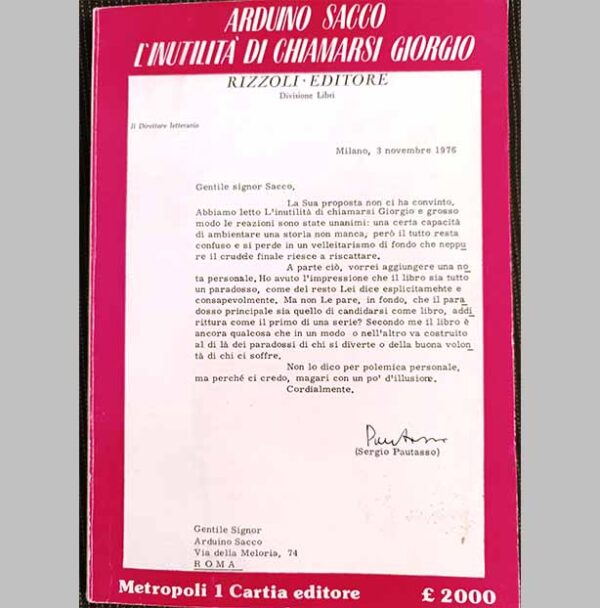 ARDUINO SACCO
L'INUTILITÀ DI CHIAMARSI GIORGIO
RIZZOLI · EDITORE
Divisione Libri
Il Direttore letterario
Milano, 3 novembre 1976
Gentile signor Sacco,
La Sua proposta non ci ha convinto.
Abbiamo letto L'inutilità di chiamarsi Giorgio e grosso
modo le reazioni sono state unanimi: una certa capacità
di ambientare una storia non manca, però il tutto resta
confuso e si perde in un velleitarismo di fondo che neppu
re il crudele finale riesce a riscattare.
A parte ciò, vorrei aggiungere una no
ta personale. Ho avuto l'impressione che il libro sia tutto
un paradosso, come del resto Lei dice esplicitamehte e
consapevolmente. Ma non Le pare, in fondo, che il para
dosso principale sia quello di candidarsi come libro, addi
rittura come il primo di una serie? Secondo me il libro è
ancora qualcosa che in un modo o nell'altro va costruito
al di là dei paradossi di chi si diverte o della buona volon
tà di chi ci soffre.
Non lo dico per polemica personale,
ma perché ci credo, magari con un po' d'illusione.
Cordialmente.
Pautasso
(Sergio Pautasso)
Gentile Signor
Arduino Sacco
Via della Meloria, 74
ROMA
Metropoli 1 Cartia editore
£ 2000